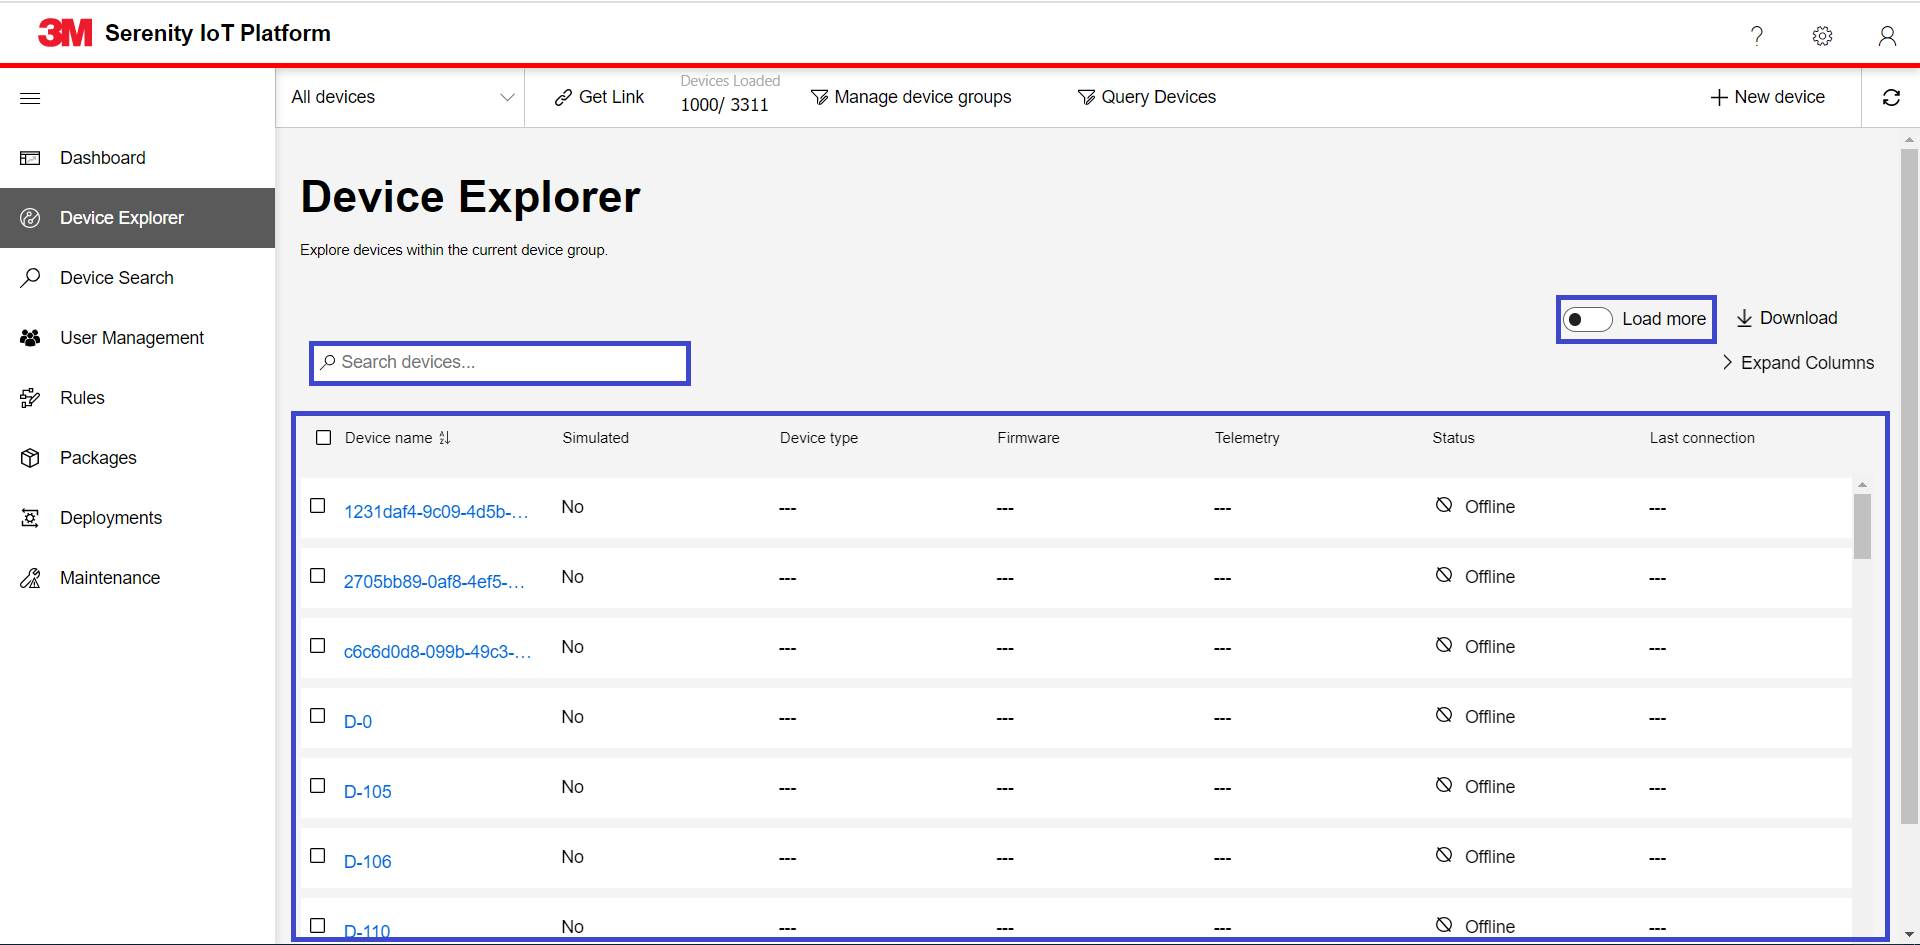 3M Serenity IoT Platform
All devices
Get Link
Devices Loaded
1000/ 3311
Manage device groups
Query Devices
New device
Dashboard
Device Explorer
Device Search
User Management
Rules
Packages
Deployments
Maintenance
Device Explorer
Explore devices within the current device group.
Load more
Download
Search devices...
Expand Columns
Device name Simulated Device type Firmware Telemetry Status Last connection
1231daf4-9c09-4d5b-... No --- --- --- Offline ---
2705bb89-0af8-4ef5-... No --- --- --- Offline ---
c6c6d0d8-099b-49c3-... No --- --- --- Offline ---
D-0 No --- --- --- Offline ---
D-105 No --- --- --- Offline ---
D-106 No --- --- --- Offline ---
D-110 No --- --- --- Offline ---